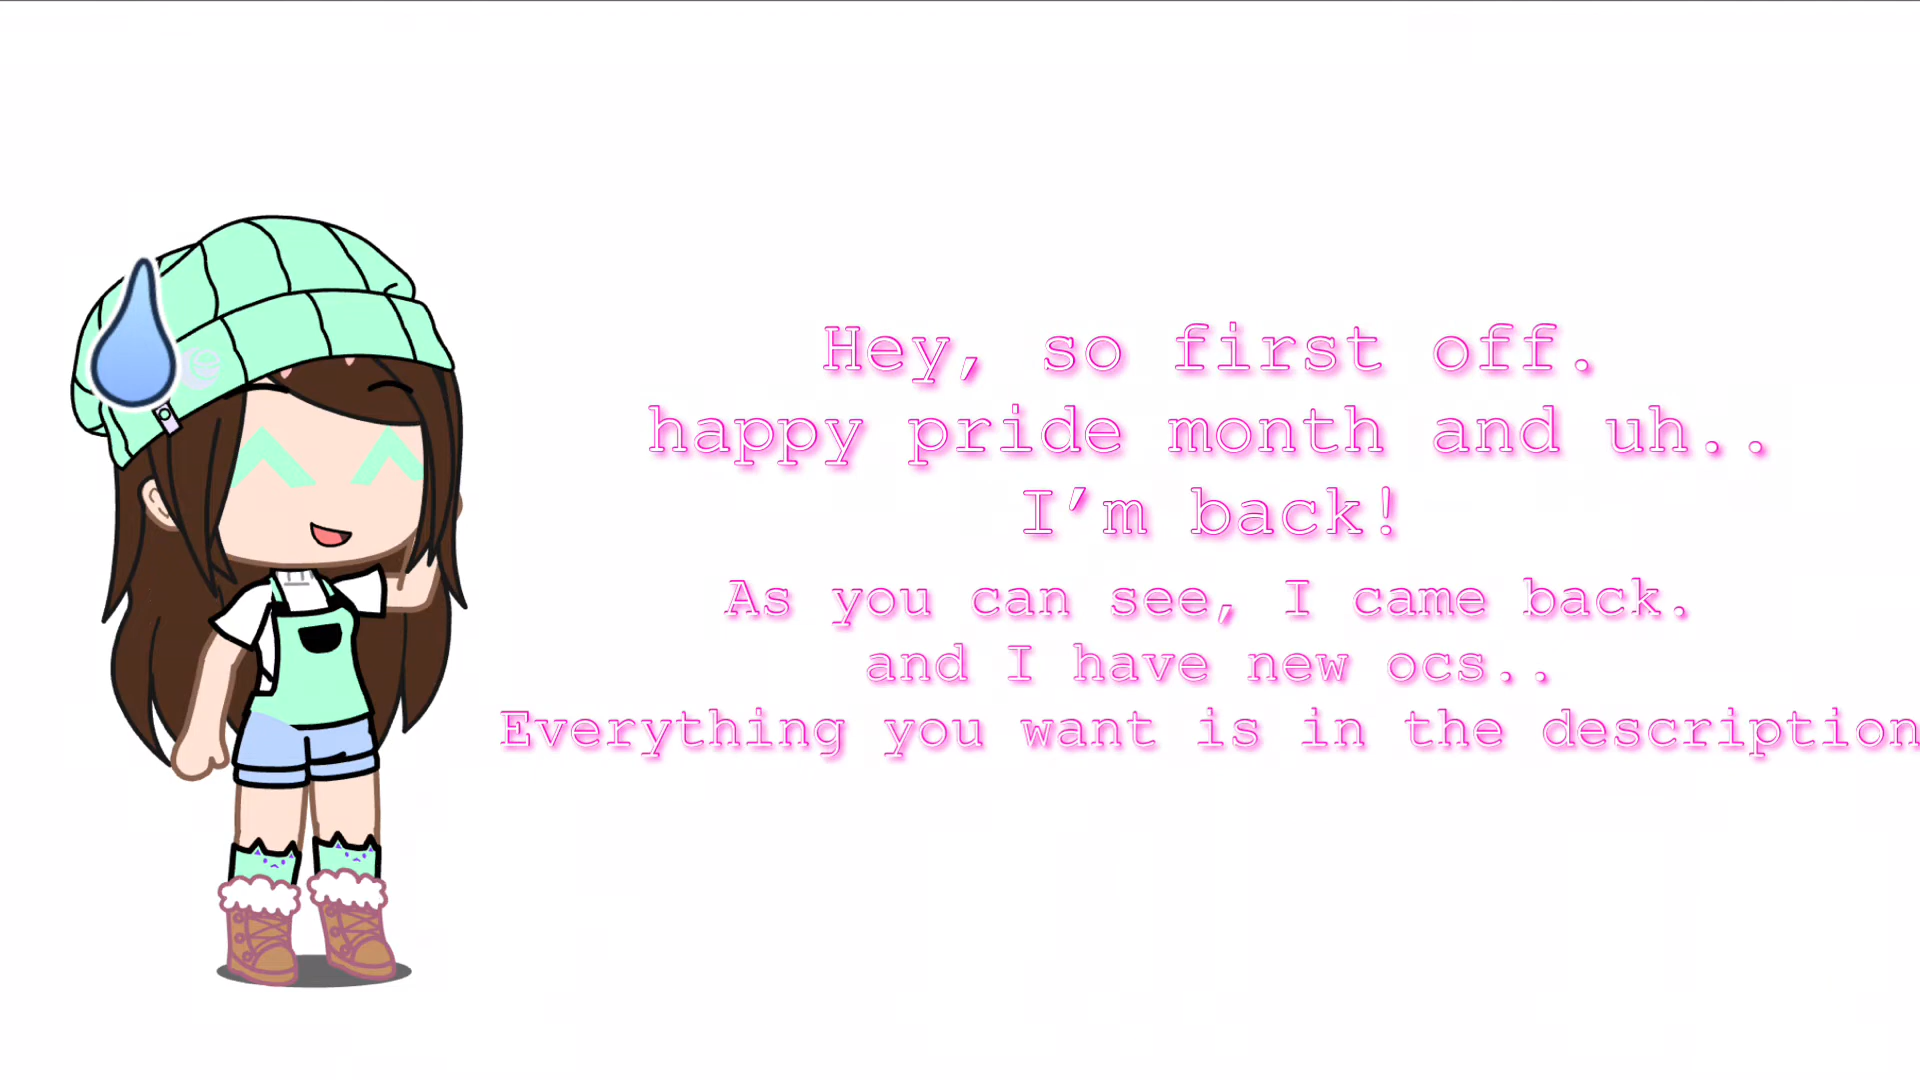 Hey, so first off.
happy pride month and uh..
I'm back!
As you can see, I came back.
and I have new ocs..
Everything you want is in the description